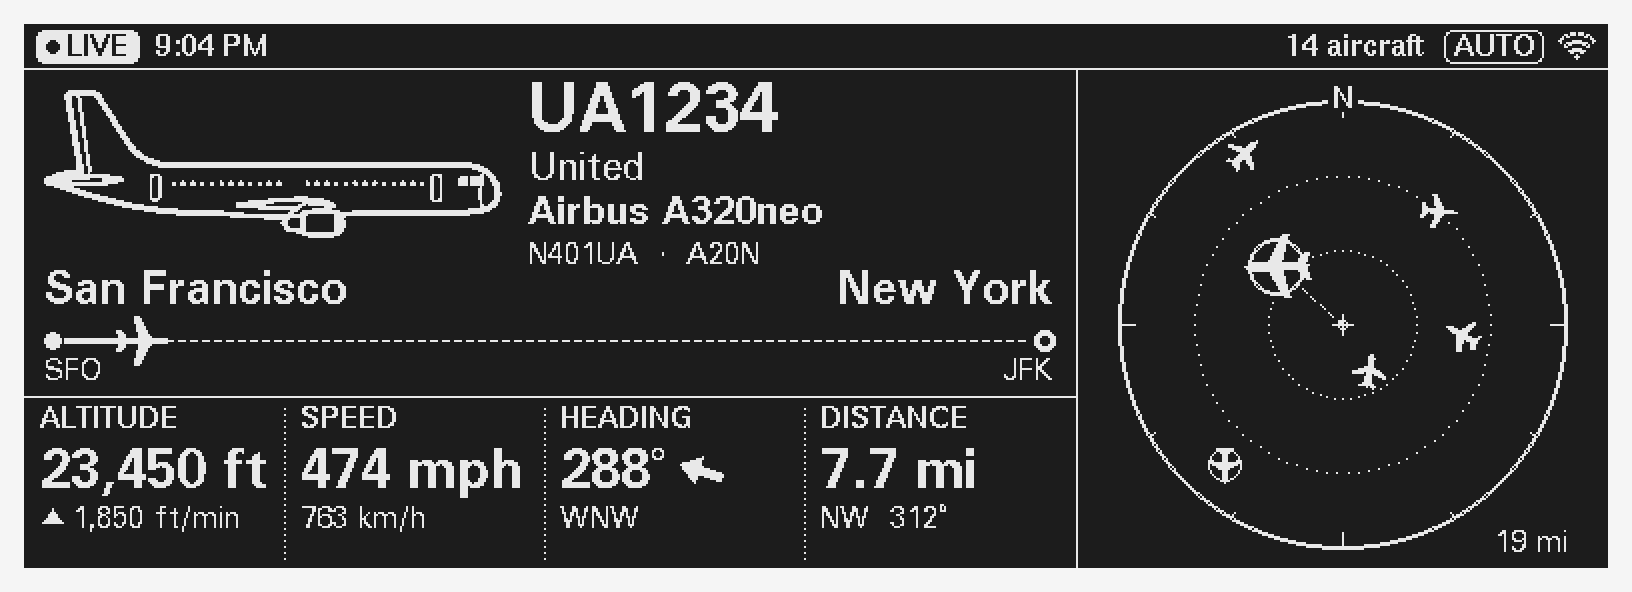 LIVE 9:04 PM
14 aircraft AUTO
UA1234
United
Airbus A320neo
N401UA · A20N
San Francisco
New York
SFO
JFK
ALTITUDE
23,450 ft
▲ 1,850 ft/min
SPEED
474 mph
763 km/h
HEADING
288°
WNW
DISTANCE
7.7 mi
NW 312°
N
19 mi